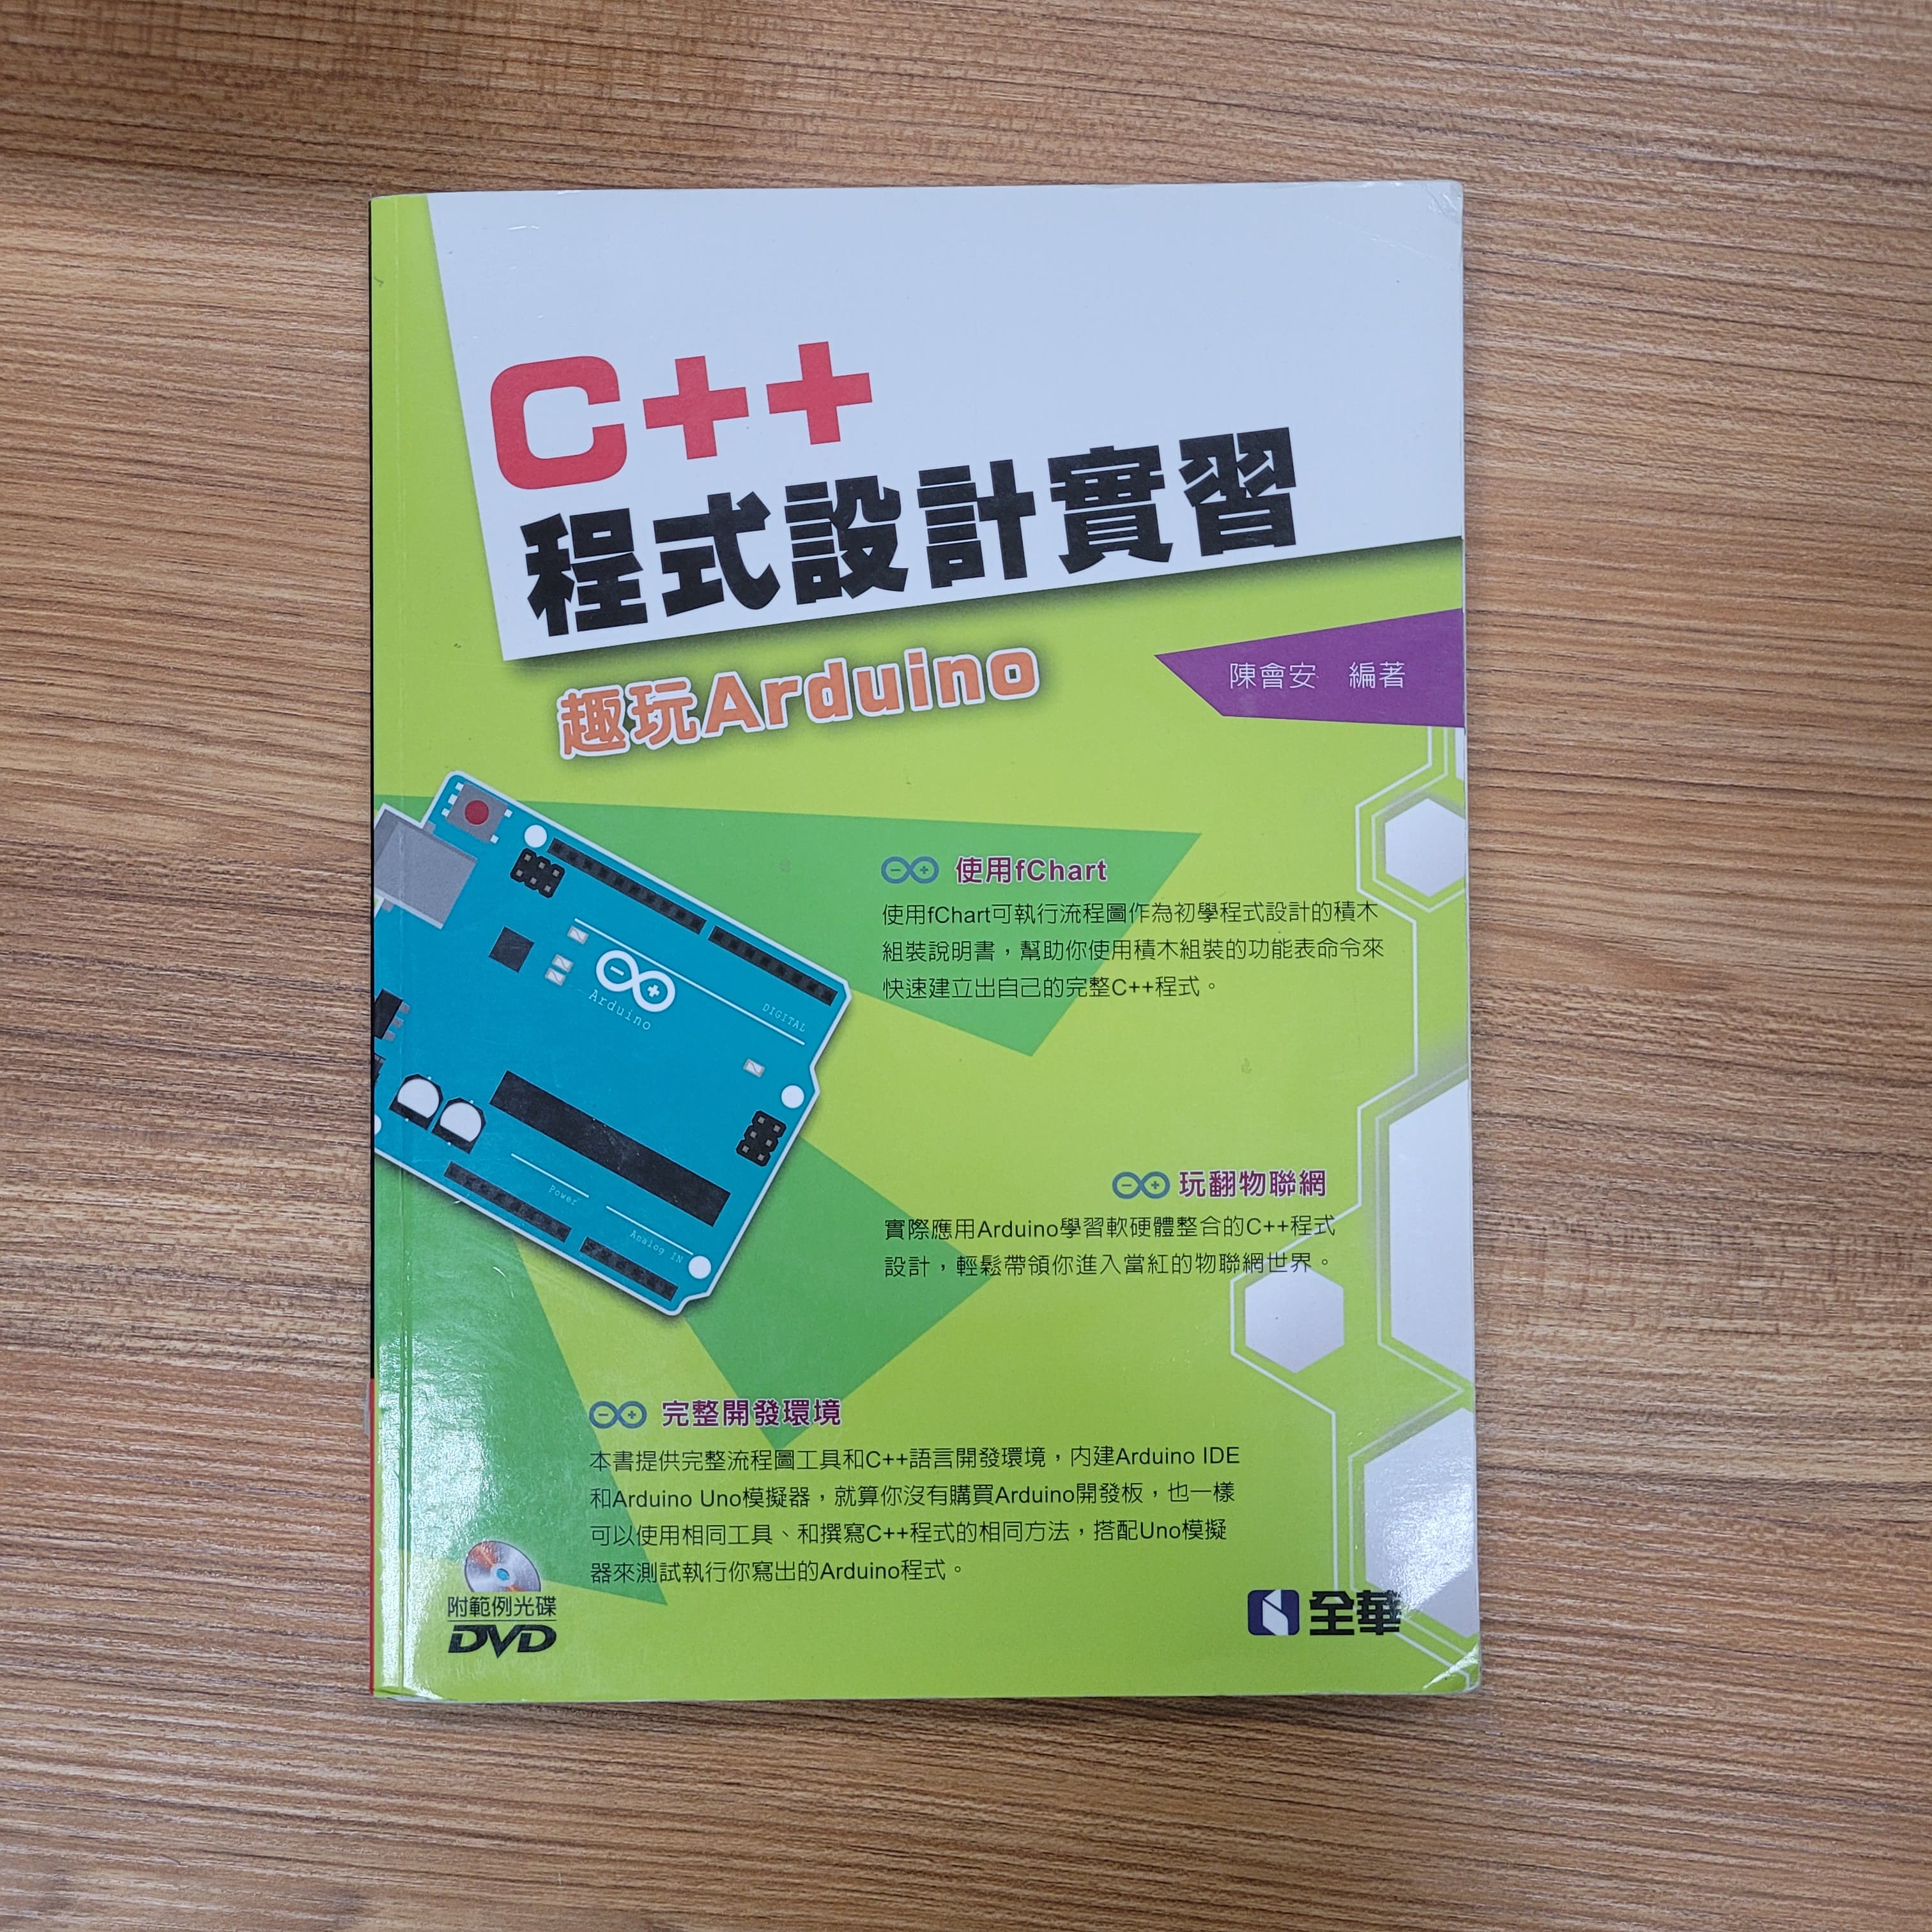 C++
程式設計實習
趣玩Arduino
陳會安 編著
使用fChart
使用fChart可執行流程圖作為初學程式設計的積木
組裝說明書，幫助你使用積木組裝的功能表命令來
快速建立出自己的完整C++程式。
Arduino
DIGITAL
Power
Analog IN
玩翻物聯網
實際應用Arduino學習軟硬體整合的C++程式
設計，輕鬆帶領你進入當紅的物聯網世界。
完整開發環境
本書提供完整流程圖工具和C++語言開發環境，內建Arduino IDE
和Arduino Uno模擬器，就算你沒有購買Arduino開發板，也一樣
可以使用相同工具、和撰寫C++程式的相同方法，搭配Uno模擬
器來測試執行你寫出的Arduino程式。
附範例光碟
DVD
全華